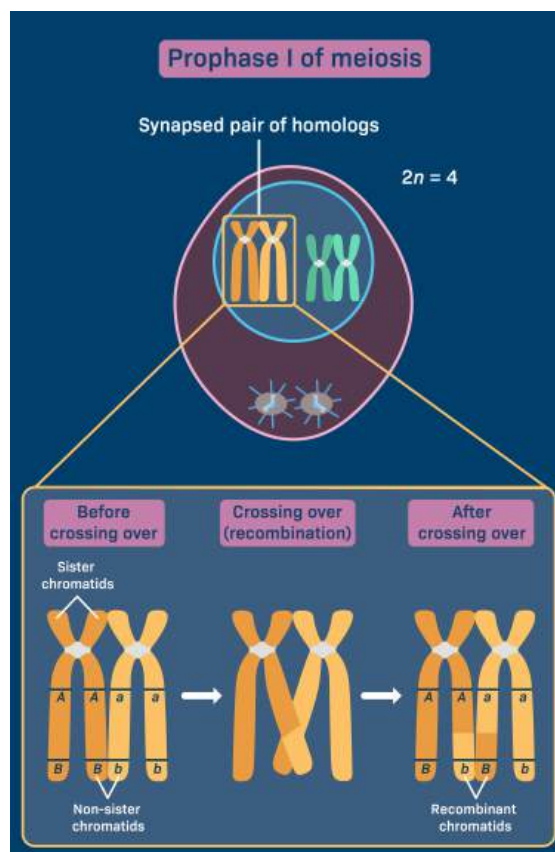 Prophase I of meiosis
Synapsed pair of homologs
2n = 4
Before
crossing over
Crossing over
(recombination)
After
crossing over
Sister
chromatids
A A a a
A A a a
B B b b
B b B b
Non-sister
chromatids
Recombinant
chromatids